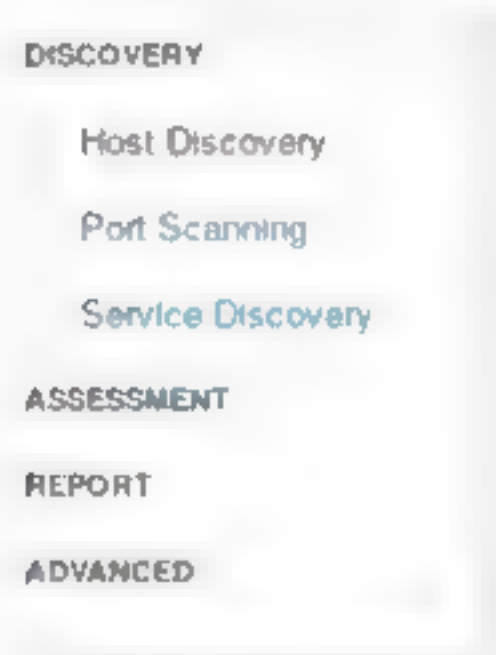 DISCOVERY
Host Discovery
Port Scanning
Service Discovery
ASSESSMENT
REPORT
ADVANCED